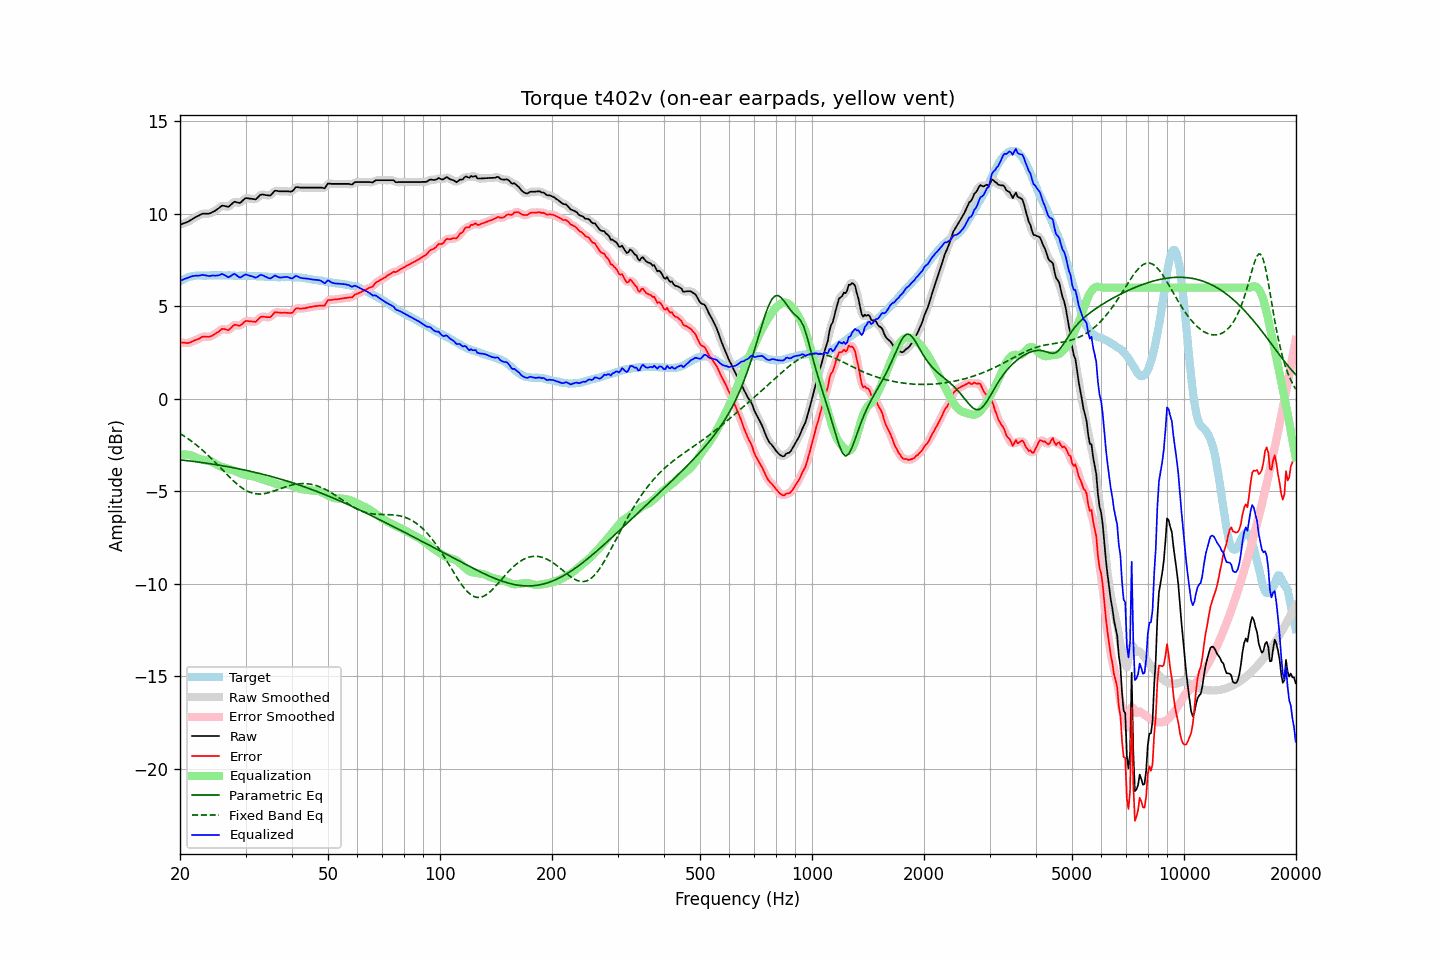 Torque t402v (on-ear earpads, yellow vent)
15
10
5
0
−5
−10
−15
−20
Amplitude (dBr)
Target
Raw Smoothed
Error Smoothed
Raw
Error
Equalization
Parametric Eq
Fixed Band Eq
Equalized
20
50
100
200
500
1000
2000
5000
10000
20000
Frequency (Hz)